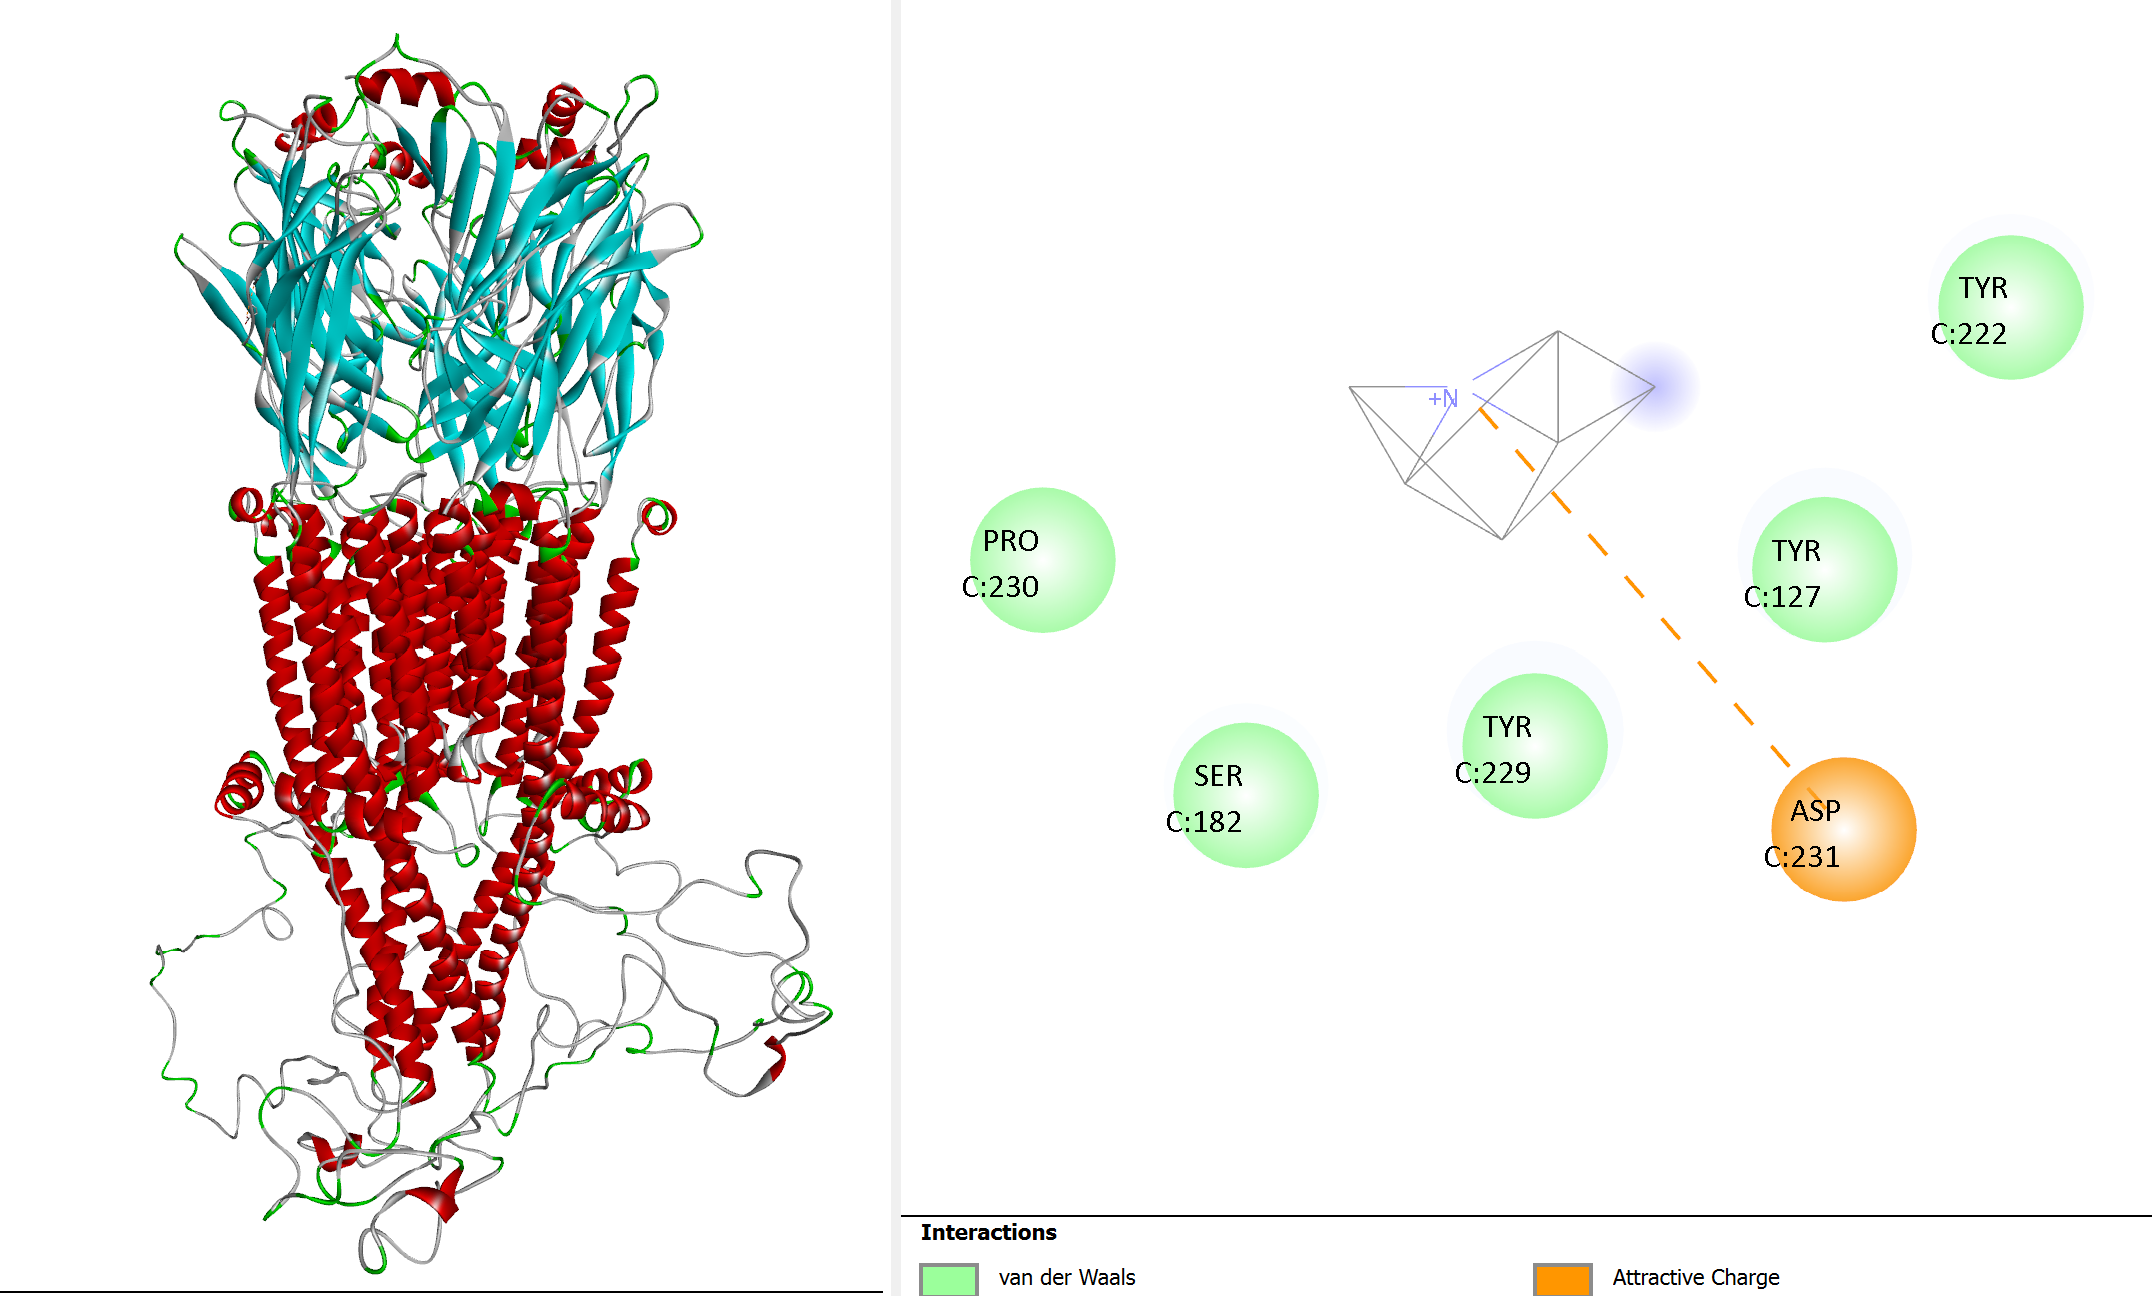 TYR
C:222
+N
PRO
C:230
TYR
C:127
TYR
C:229
SER
C:182
ASP
C:231
Interactions
van der Waals
Attractive Charge